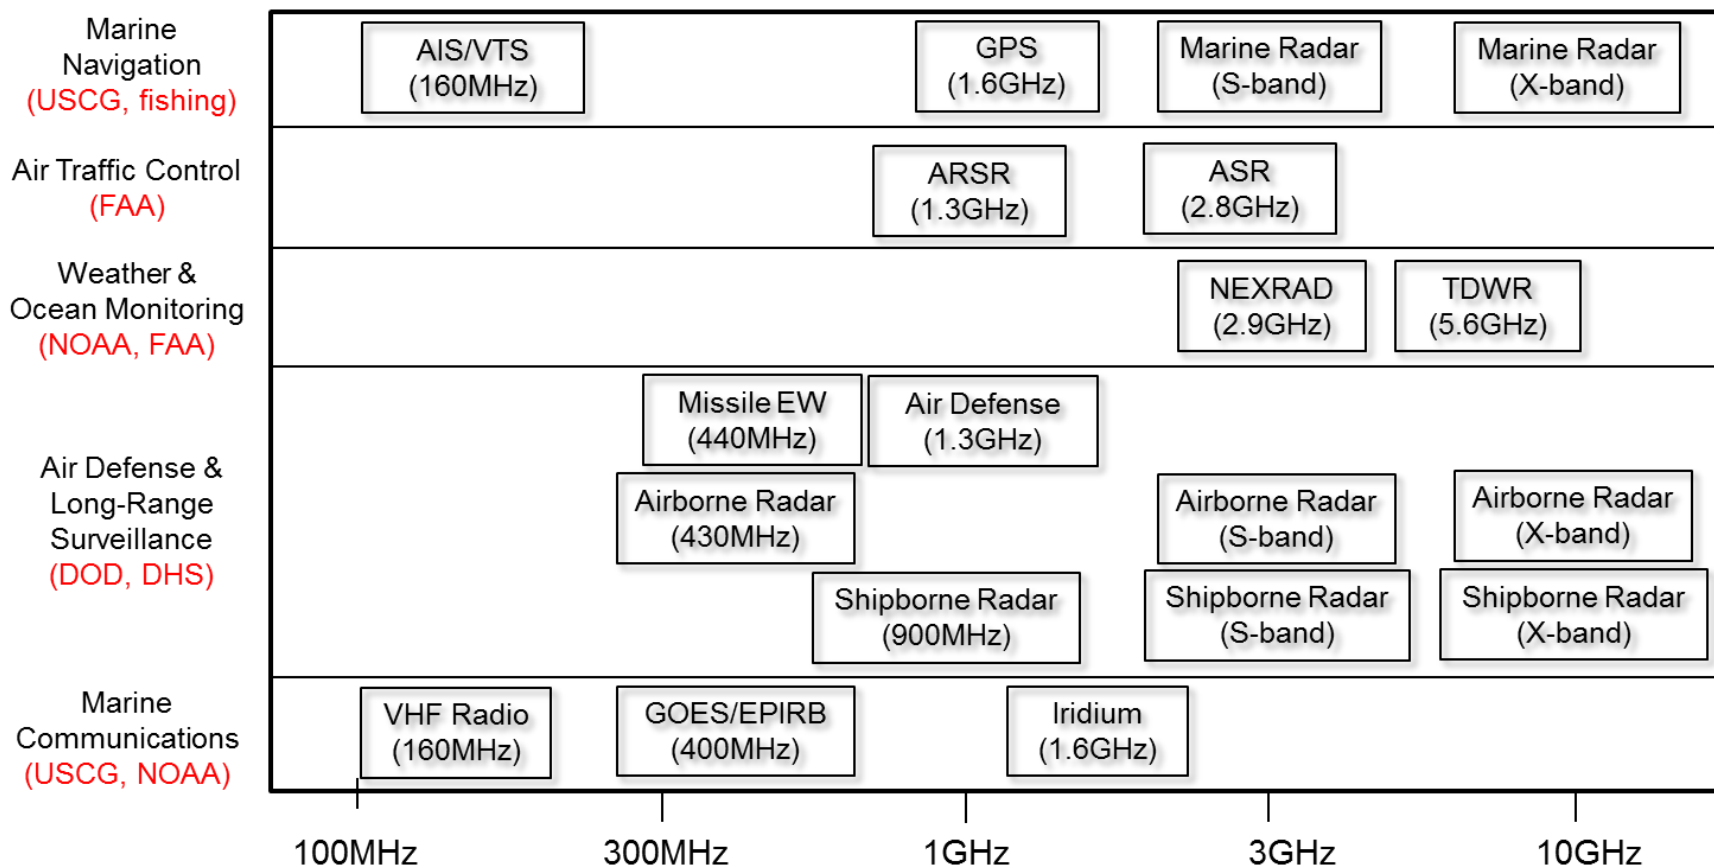 Marine
Navigation
(USCG, fishing)
AIS/VTS
(160MHz)
GPS
(1.6GHz)
Marine Radar
(S-band)
Marine Radar
(X-band)
Air Traffic Control
(FAA)
ARSR
(1.3GHz)
ASR
(2.8GHz)
Weather &
Ocean Monitoring
(NOAA, FAA)
NEXRAD
(2.9GHz)
TDWR
(5.6GHz)
Air Defense &
Long-Range
Surveillance
(DOD, DHS)
Missile EW
(440MHz)
Air Defense
(1.3GHz)
Airborne Radar
(430MHz)
Airborne Radar
(S-band)
Airborne Radar
(X-band)
Shipborne Radar
(900MHz)
Shipborne Radar
(S-band)
Shipborne Radar
(X-band)
Marine
Communications
(USCG, NOAA)
VHF Radio
(160MHz)
GOES/EPIRB
(400MHz)
Iridium
(1.6GHz)
100MHz
300MHz
1GHz
3GHz
10GHz